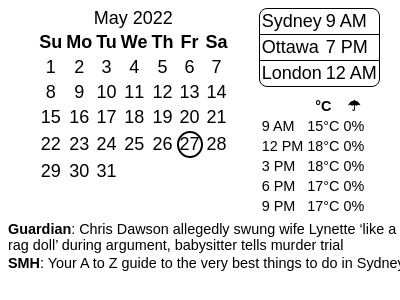 May 2022
Su Mo Tu We Th Fr Sa
1 2 3 4 5 6 7
8 9 10 11 12 13 14
15 16 17 18 19 20 21
22 23 24 25 26 27 28
29 30 31
Sydney 9 AM
Ottawa 7 PM
London 12 AM
°C ☂
9 AM 15°C 0%
12 PM 18°C 0%
3 PM 18°C 0%
6 PM 17°C 0%
9 PM 17°C 0%
Guardian: Chris Dawson allegedly swung wife Lynette ‘like a
rag doll’ during argument, babysitter tells murder trial
SMH: Your A to Z guide to the very best things to do in Sydney